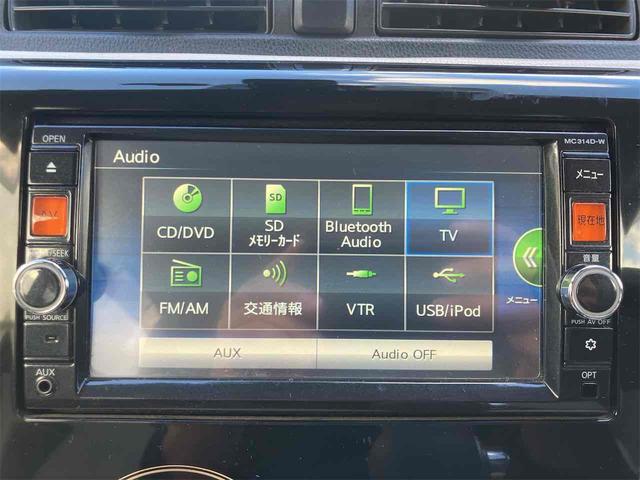 OPEN
MC314D-W
Audio
メニュー
AV
現在地
CD/DVD
SD
メモリーカード
Bluetooth
Audio
TV
SEEK
音量
FM/AM
交通情報
VTR
USB/iPod
メニュー
PUSH SOURCE
PUSH AV OFF
AUX
Audio OFF
AUX
OPT